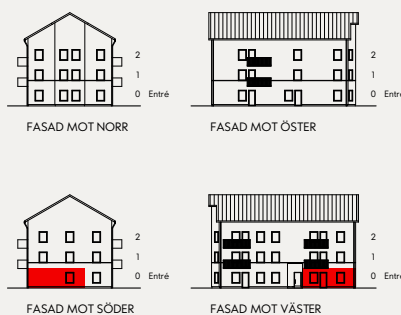 2
1
0 Entré
FASAD MOT NORR
2
1
0 Entré
FASAD MOT ÖSTER
2
1
0 Entré
FASAD MOT SÖDER
2
1
0 Entré
FASAD MOT VÄSTER